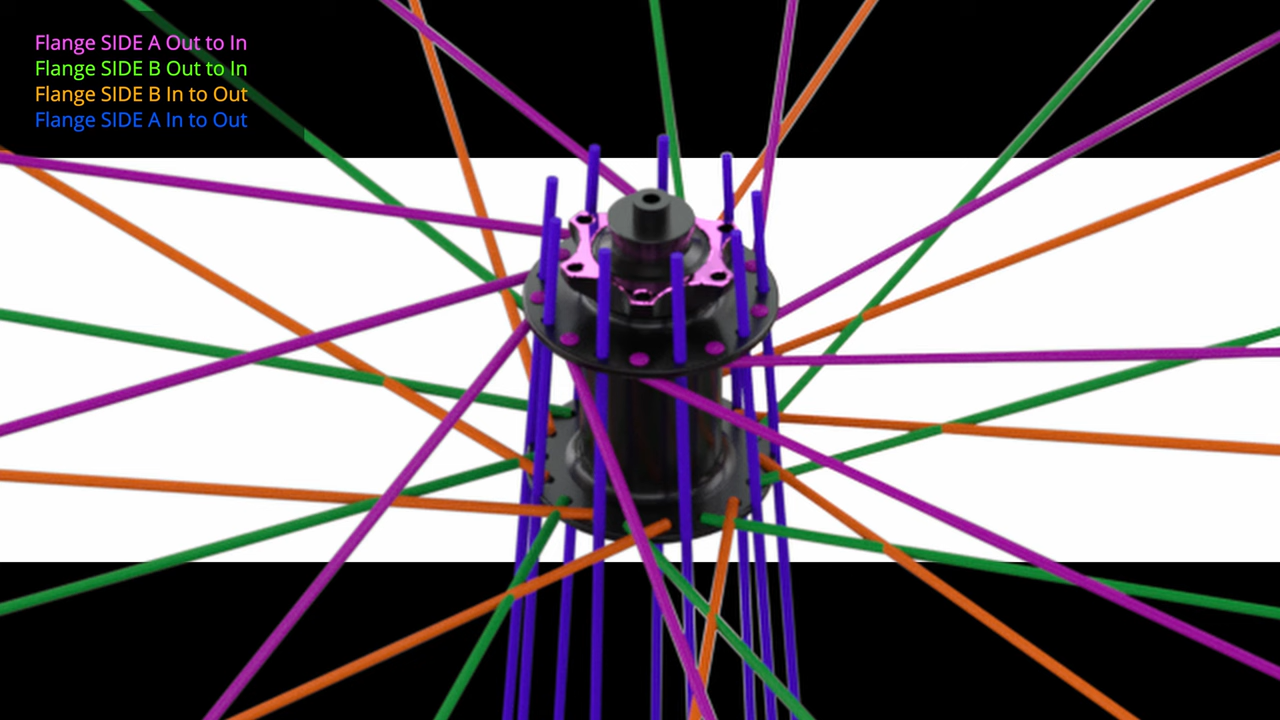 Flange SIDE A Out to In
Flange SIDE B Out to In
Flange SIDE B In to Out
Flange SIDE A In to Out